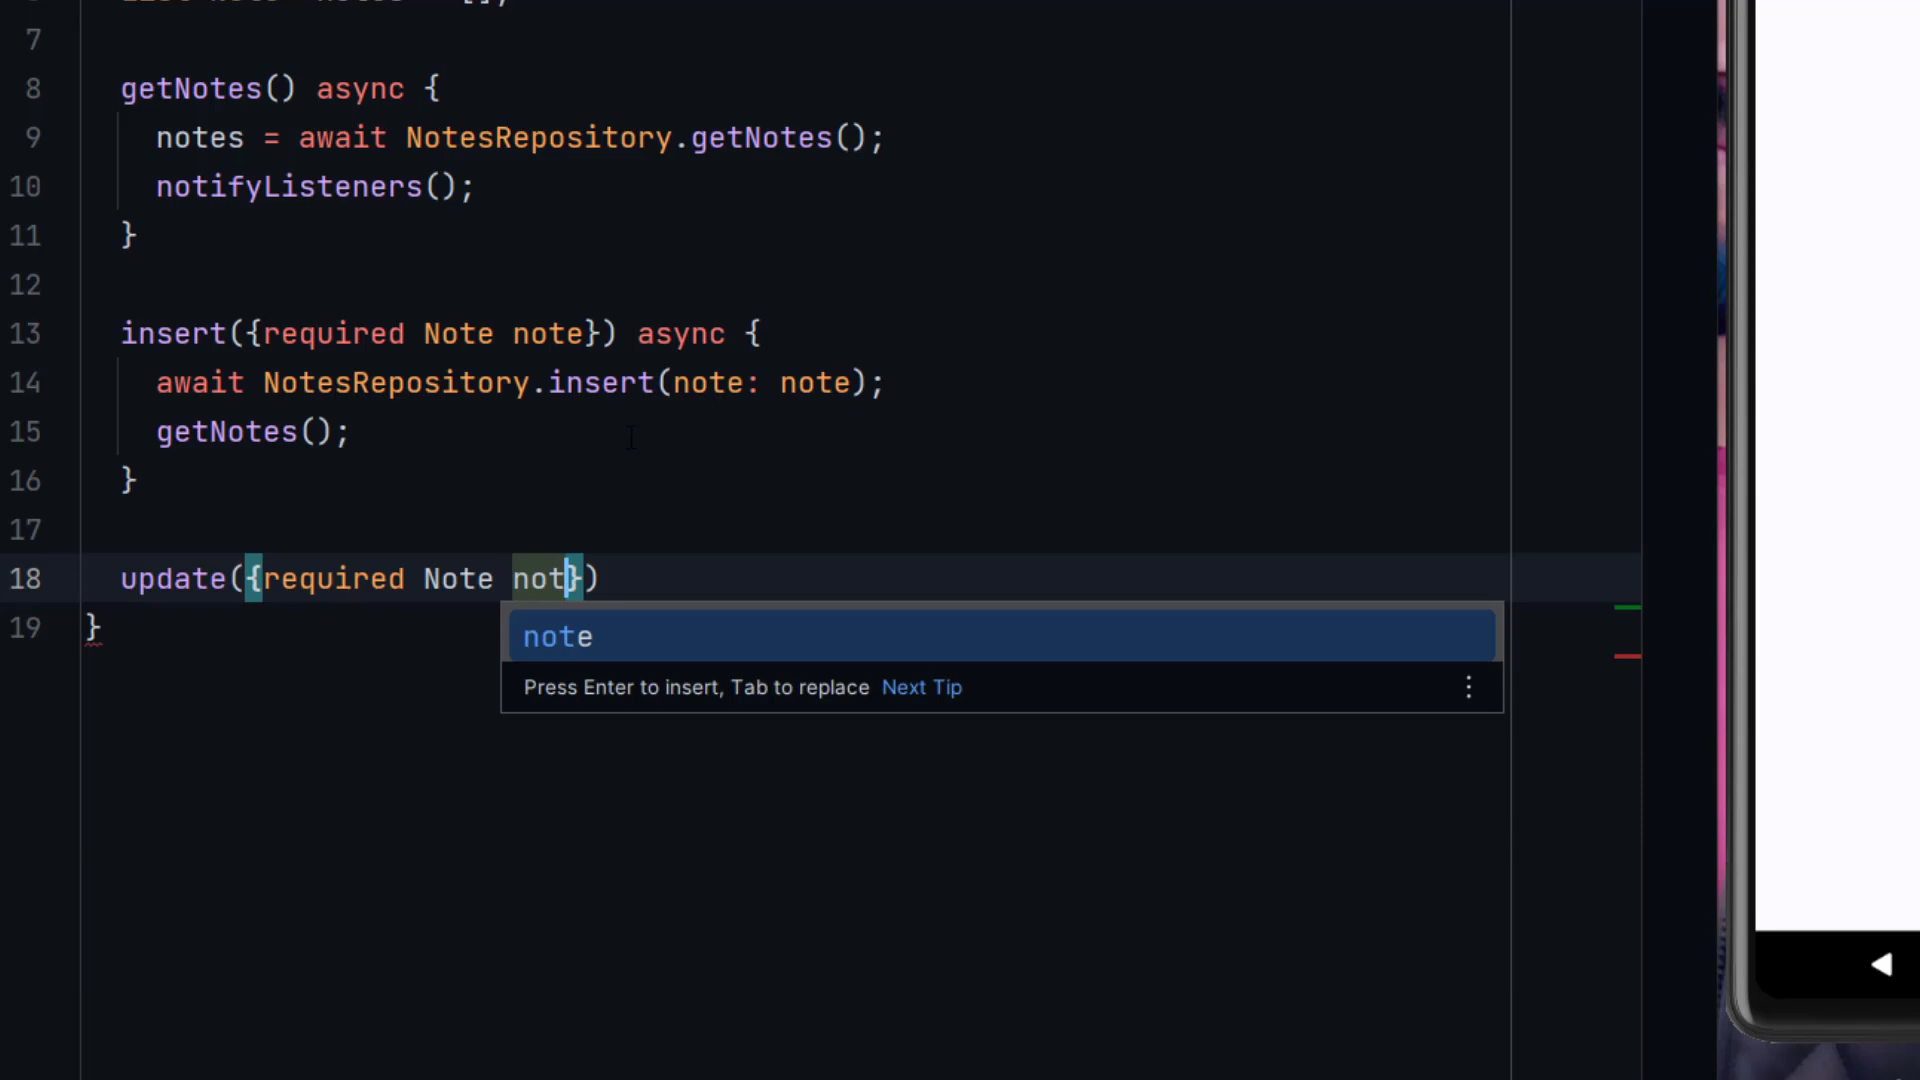 7
8 getNotes() async {
9 notes = await NotesRepository.getNotes();
10 notifyListeners();
11 }
12
13 insert({required Note note}) async {
14 await NotesRepository.insert(note: note);
15 getNotes();
16 }
17
18 update({required Note not})
19 }
note
Press Enter to insert, Tab to replace Next Tip